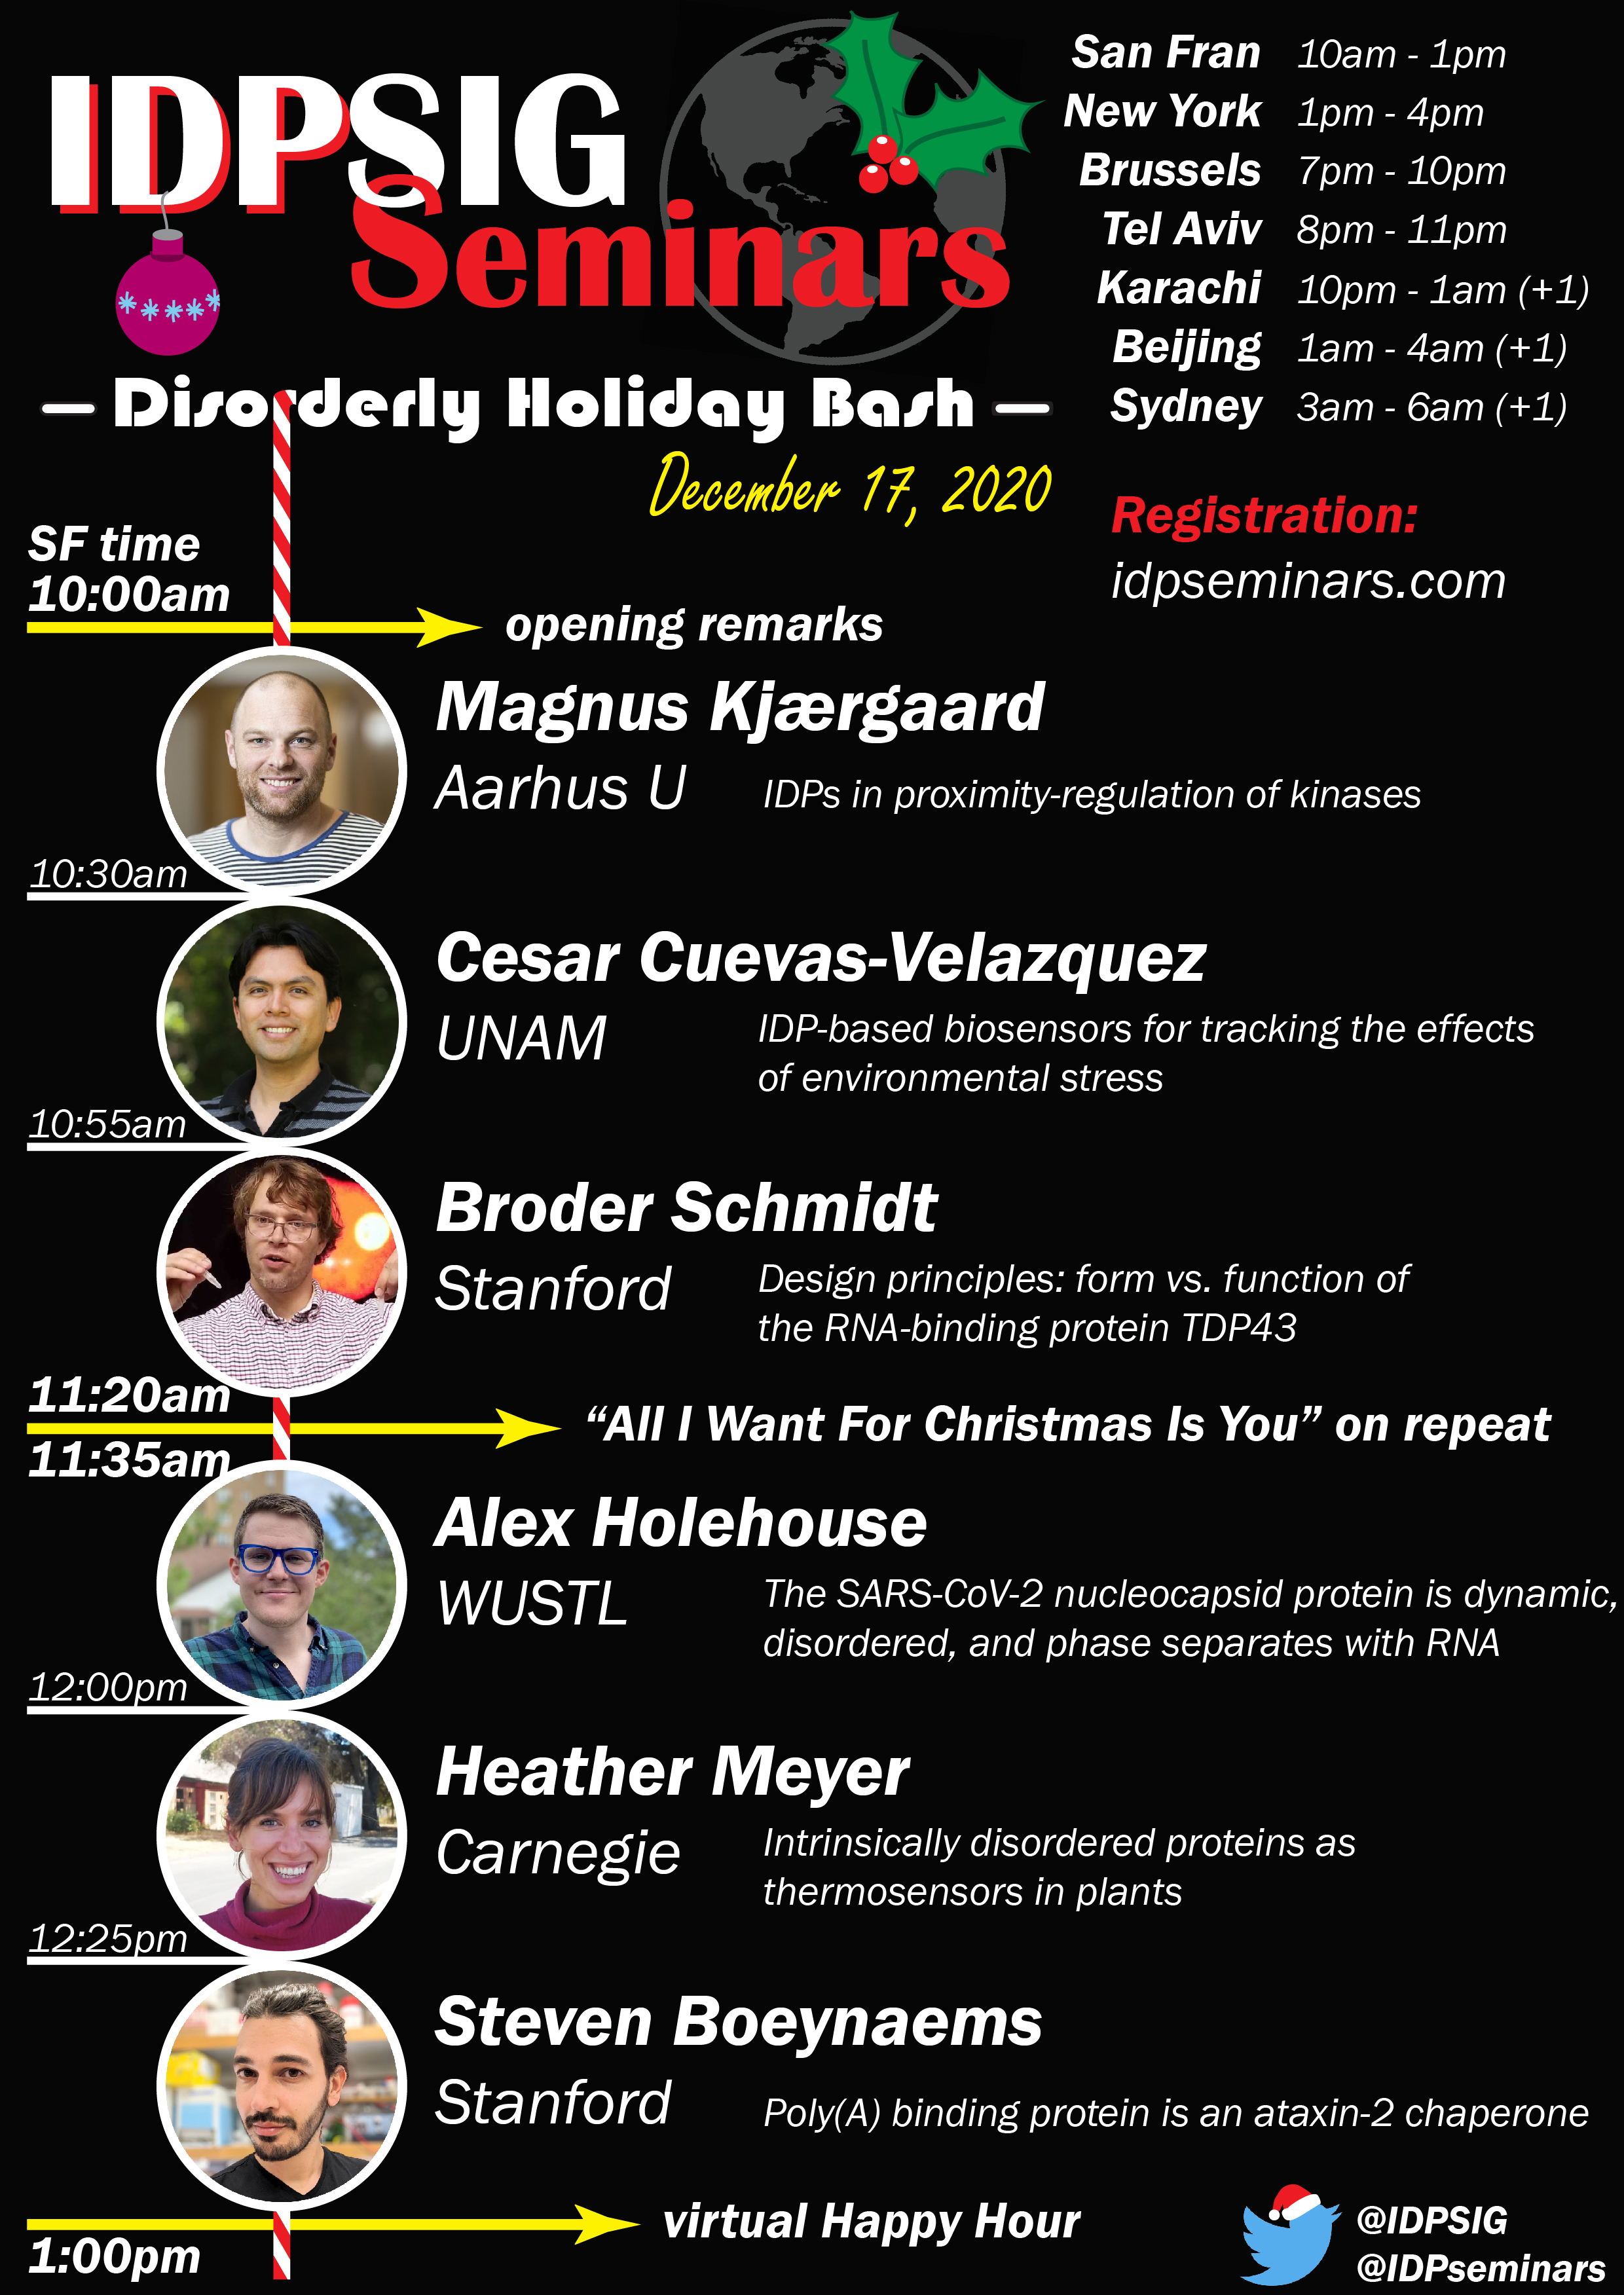 IDPSIG
Seminars
— Disorderly Holiday Bash —
December 17, 2020
San Fran 10am - 1pm
New York 1pm - 4pm
Brussels 7pm - 10pm
Tel Aviv 8pm - 11pm
Karachi 10pm - 1am (+1)
Beijing 1am - 4am (+1)
Sydney 3am - 6am (+1)
Registration:
idpseminars.com
SF time
10:00am
opening remarks
Magnus Kjærgaard
Aarhus U IDPs in proximity-regulation of kinases
10:30am
Cesar Cuevas-Velazquez
UNAM IDP-based biosensors for tracking the effects
of environmental stress
10:55am
Broder Schmidt
Stanford Design principles: form vs. function of
the RNA-binding protein TDP43
11:20am
“All I Want For Christmas Is You” on repeat
11:35am
Alex Holehouse
WUSTL The SARS-CoV-2 nucleocapsid protein is dynamic,
disordered, and phase separates with RNA
12:00pm
Heather Meyer
Carnegie Intrinsically disordered proteins as
thermosensors in plants
12:25pm
Steven Boeynaems
Stanford Poly(A) binding protein is an ataxin-2 chaperone
virtual Happy Hour
1:00pm
@IDPSIG
@IDPseminars